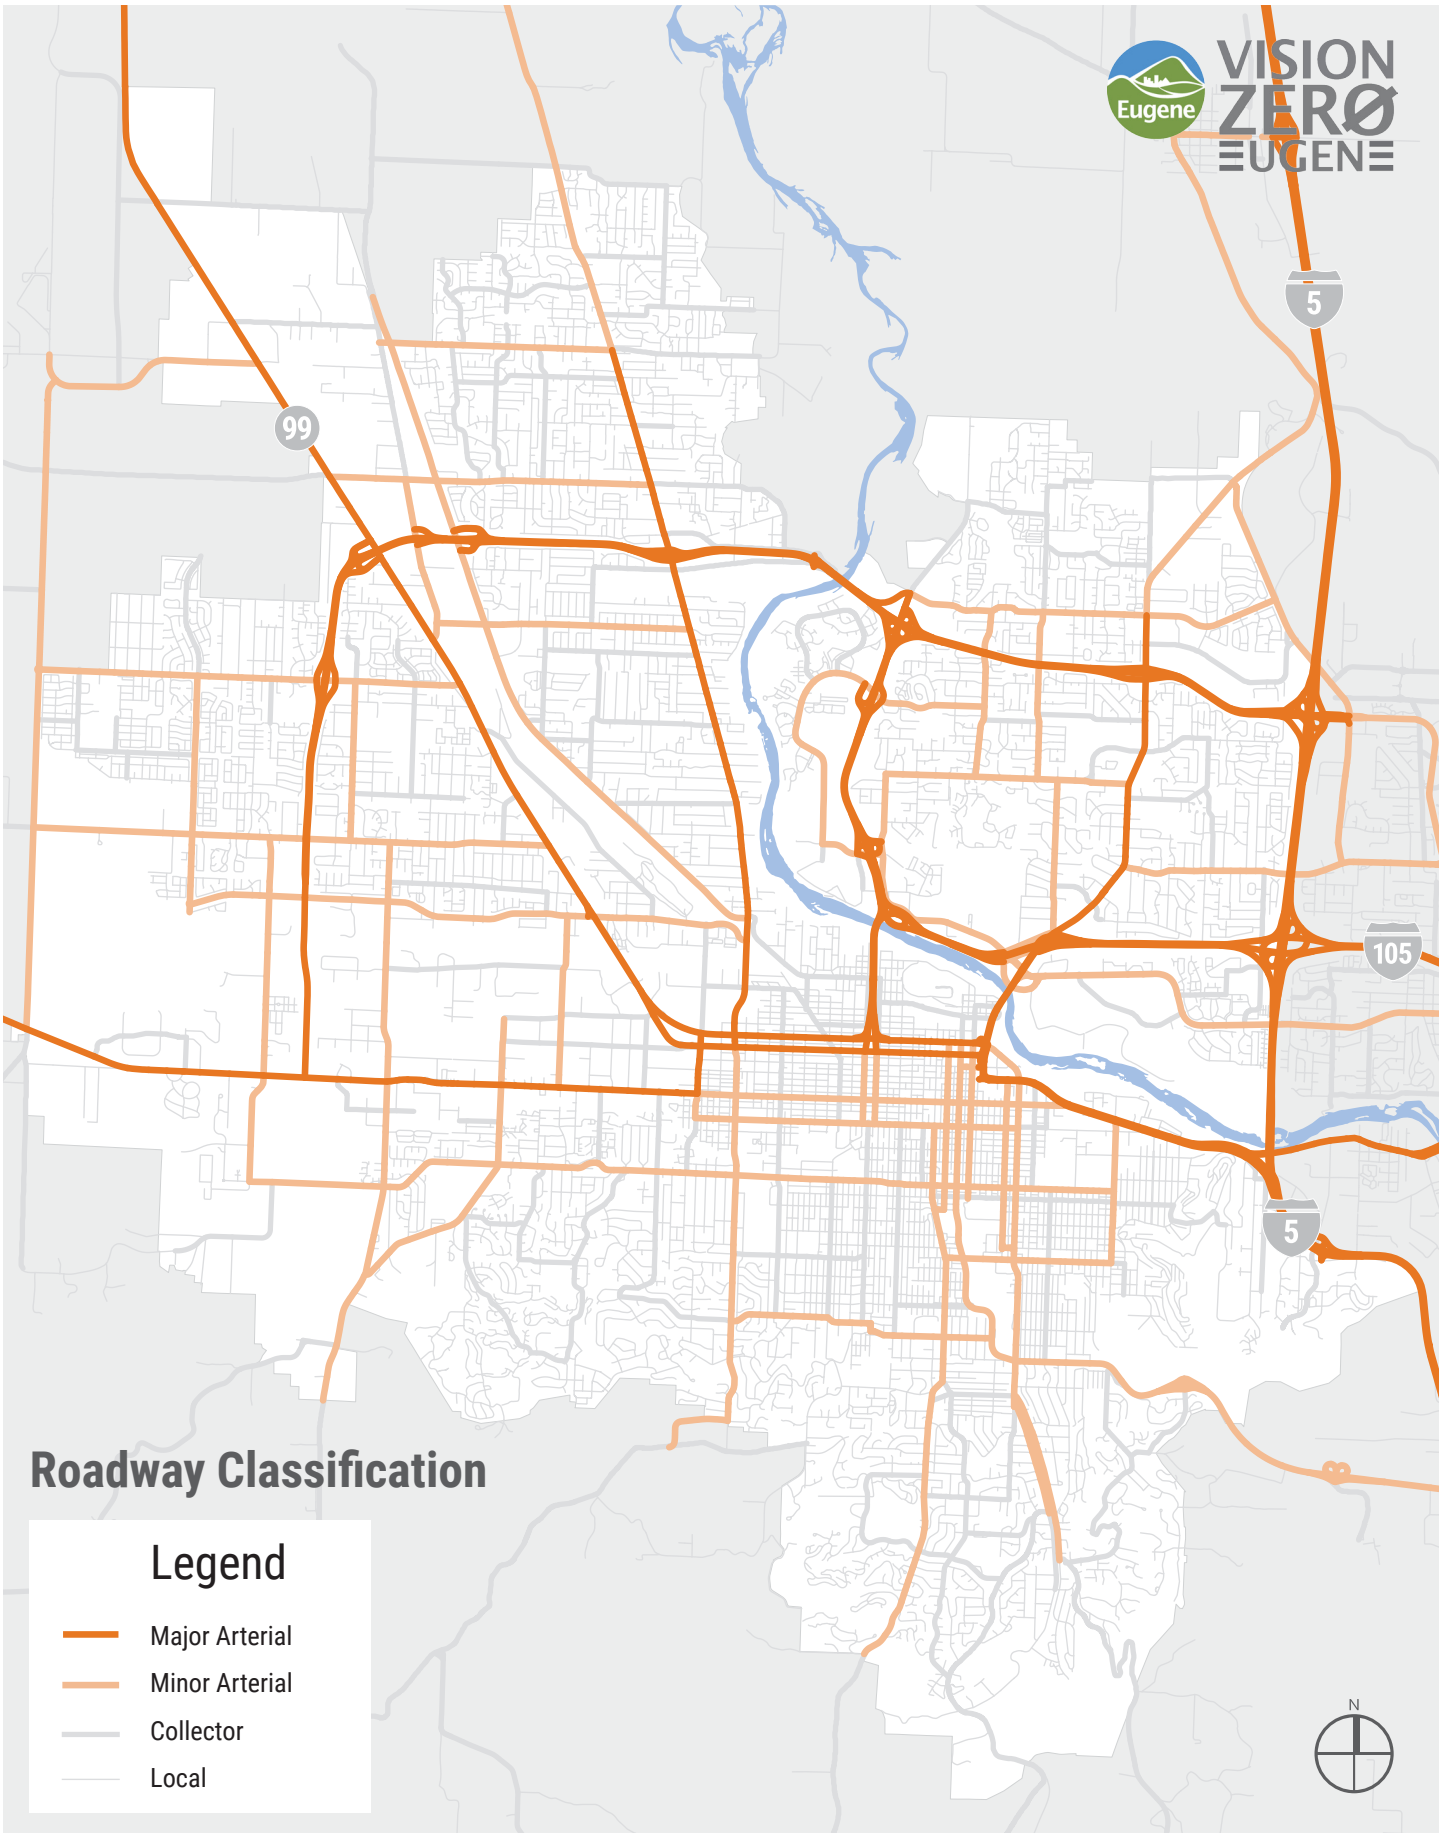 Eugene
VISION
ZERØ
EUGENE
5
99
105
5
Roadway Classification
Legend
Major Arterial
Minor Arterial
Collector
Local
N